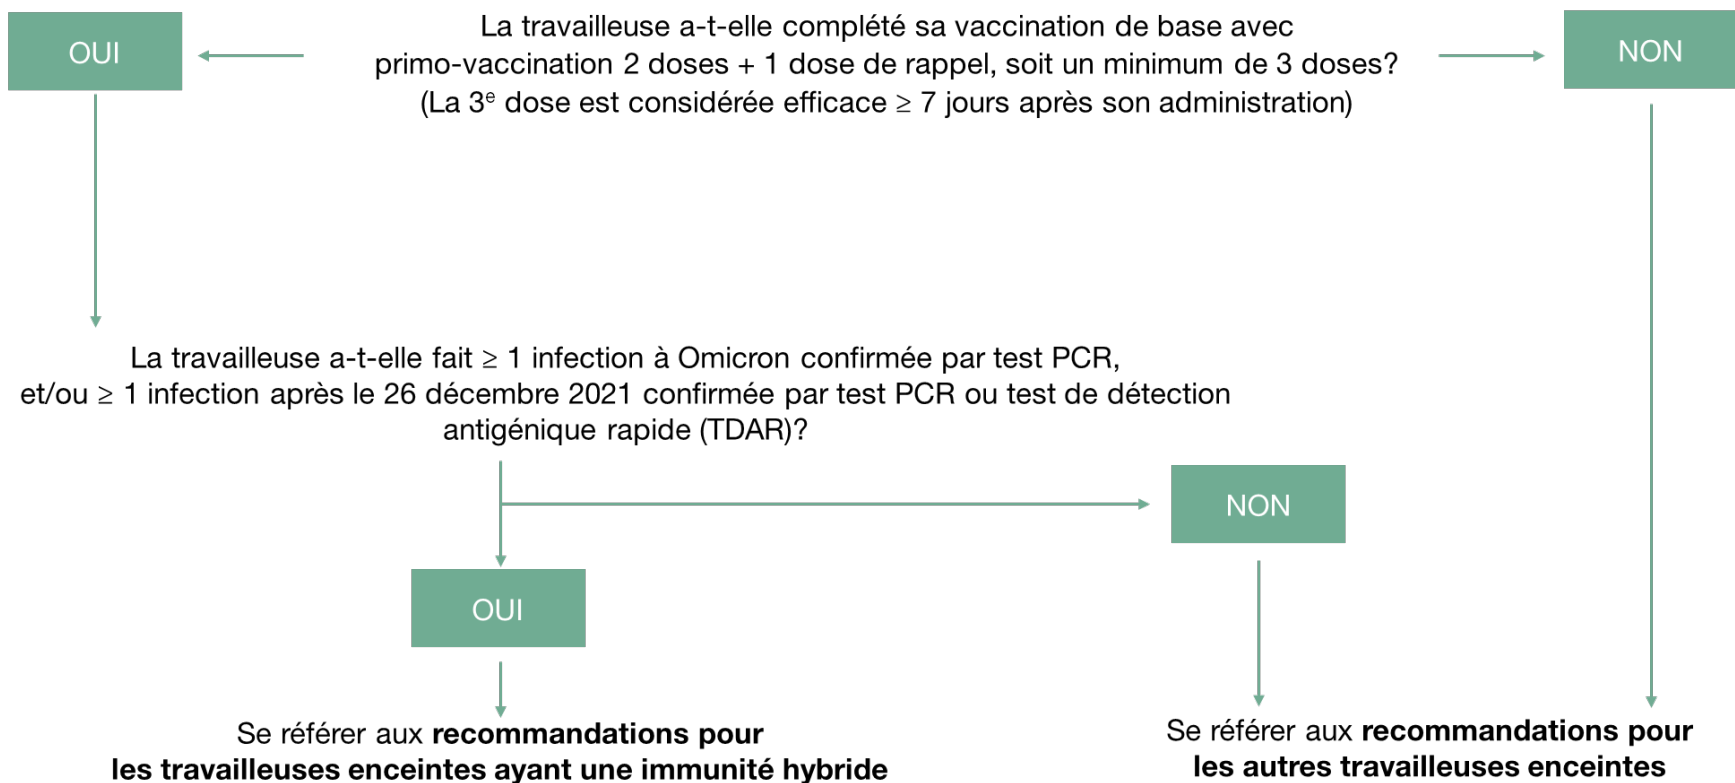 La travailleuse a-t-elle complété sa vaccination de base avec
primo-vaccination 2 doses + 1 dose de rappel, soit un minimum de 3 doses?
(La 3e dose est considérée efficace ≥ 7 jours après son administration)
OUI
NON
La travailleuse a-t-elle fait ≥ 1 infection à Omicron confirmée par test PCR,
et/ou ≥ 1 infection après le 26 décembre 2021 confirmée par test PCR ou test de détection
antigénique rapide (TDAR)?
NON
OUI
Se référer aux recommandations pour
les travailleuses enceintes ayant une immunité hybride
Se référer aux recommandations pour
les autres travailleuses enceintes